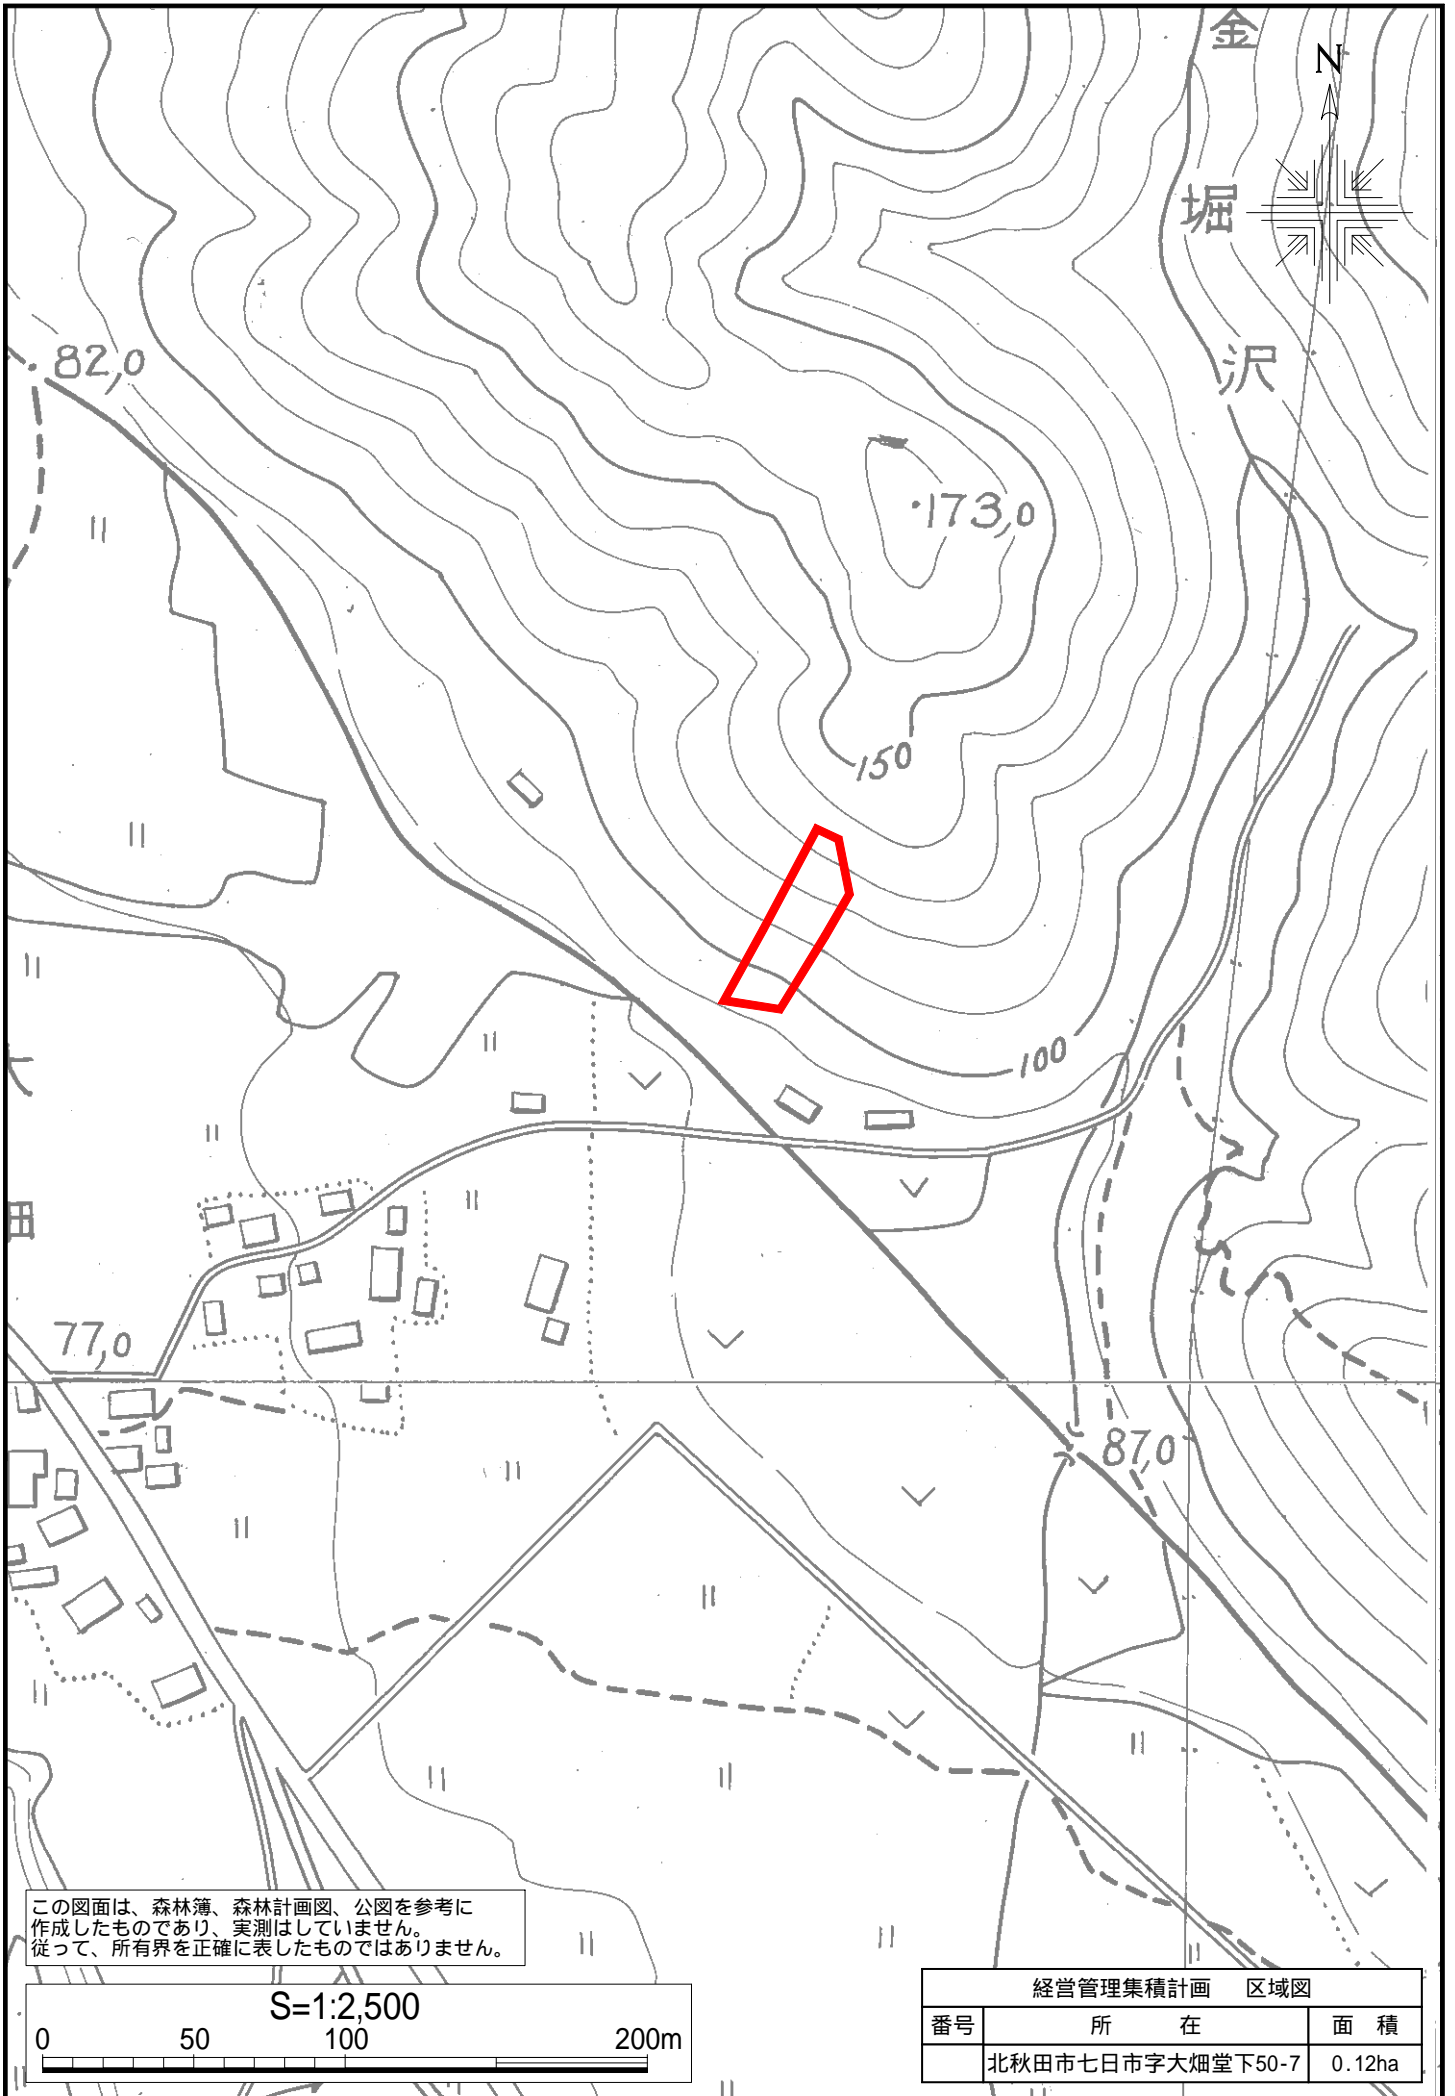 金
堀
沢
N
82,0
173,0
150
100
大
畑
77,0
87,0
この図面は、森林簿、森林計画図、公図を参考に
作成したものであり、実測はしていません。
従って、所有界を正確に表したものではありません。
S=1:2,500
0 50 100 200m
経営管理集積計画 区域図
番号 所 在 面 積
北秋田市七日市字大畑堂下50-7 0.12ha